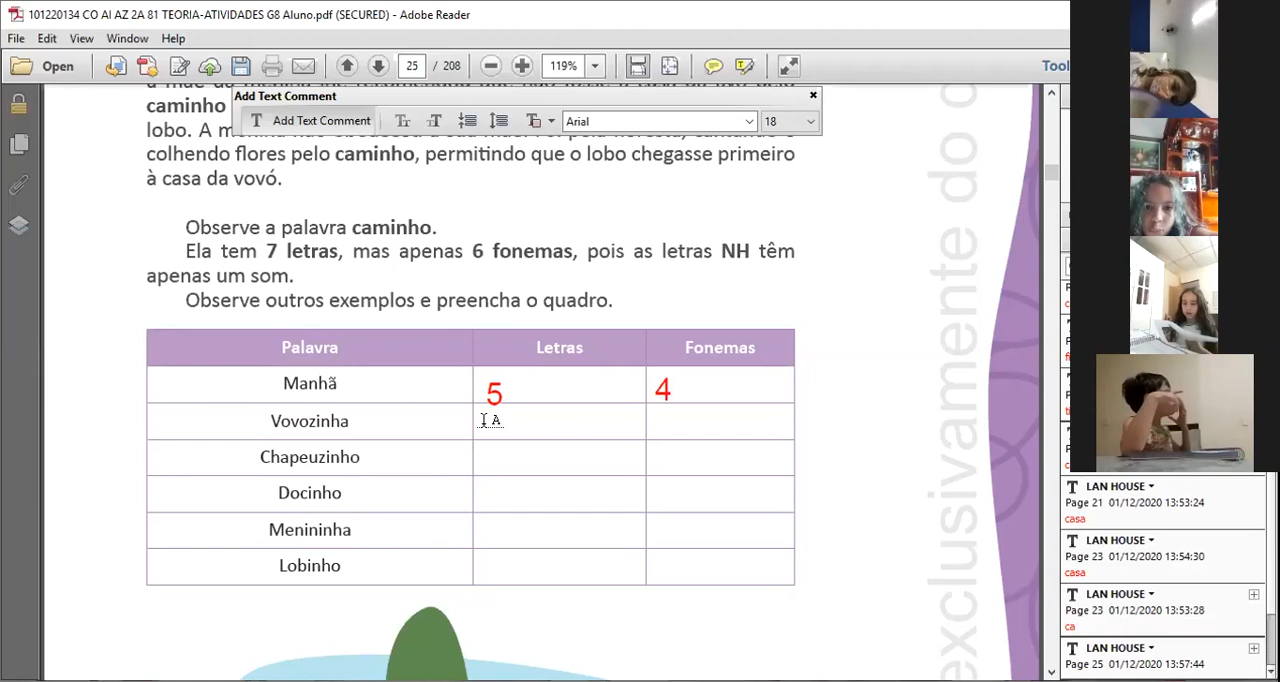 101220134 CO AI AZ 2A 81 TEORIA-ATIVIDADES G8 Aluno.pdf (SECURED) - Adobe Reader
File Edit View Window Help
Open 25 / 208 119% Tool
Add Text Comment
T Add Text Comment Arial 18
caminho
lobo. A
colhendo flores pelo caminho, permitindo que o lobo chegasse primeiro
à casa da vovó.
Observe a palavra caminho.
Ela tem 7 letras, mas apenas 6 fonemas, pois as letras NH têm
apenas um som.
Observe outros exemplos e preencha o quadro.
Palavra Letras Fonemas
Manhã 5 4
Vovozinha
Chapeuzinho
Docinho
Menininha
Lobinho
exclusivamente do
T LAN HOUSE
Page 21 01/12/2020 13:53:24
casa
T LAN HOUSE
Page 23 01/12/2020 13:54:30
casa
T LAN HOUSE
Page 23 01/12/2020 13:53:28
ca
T LAN HOUSE
Page 25 01/12/2020 13:57:44